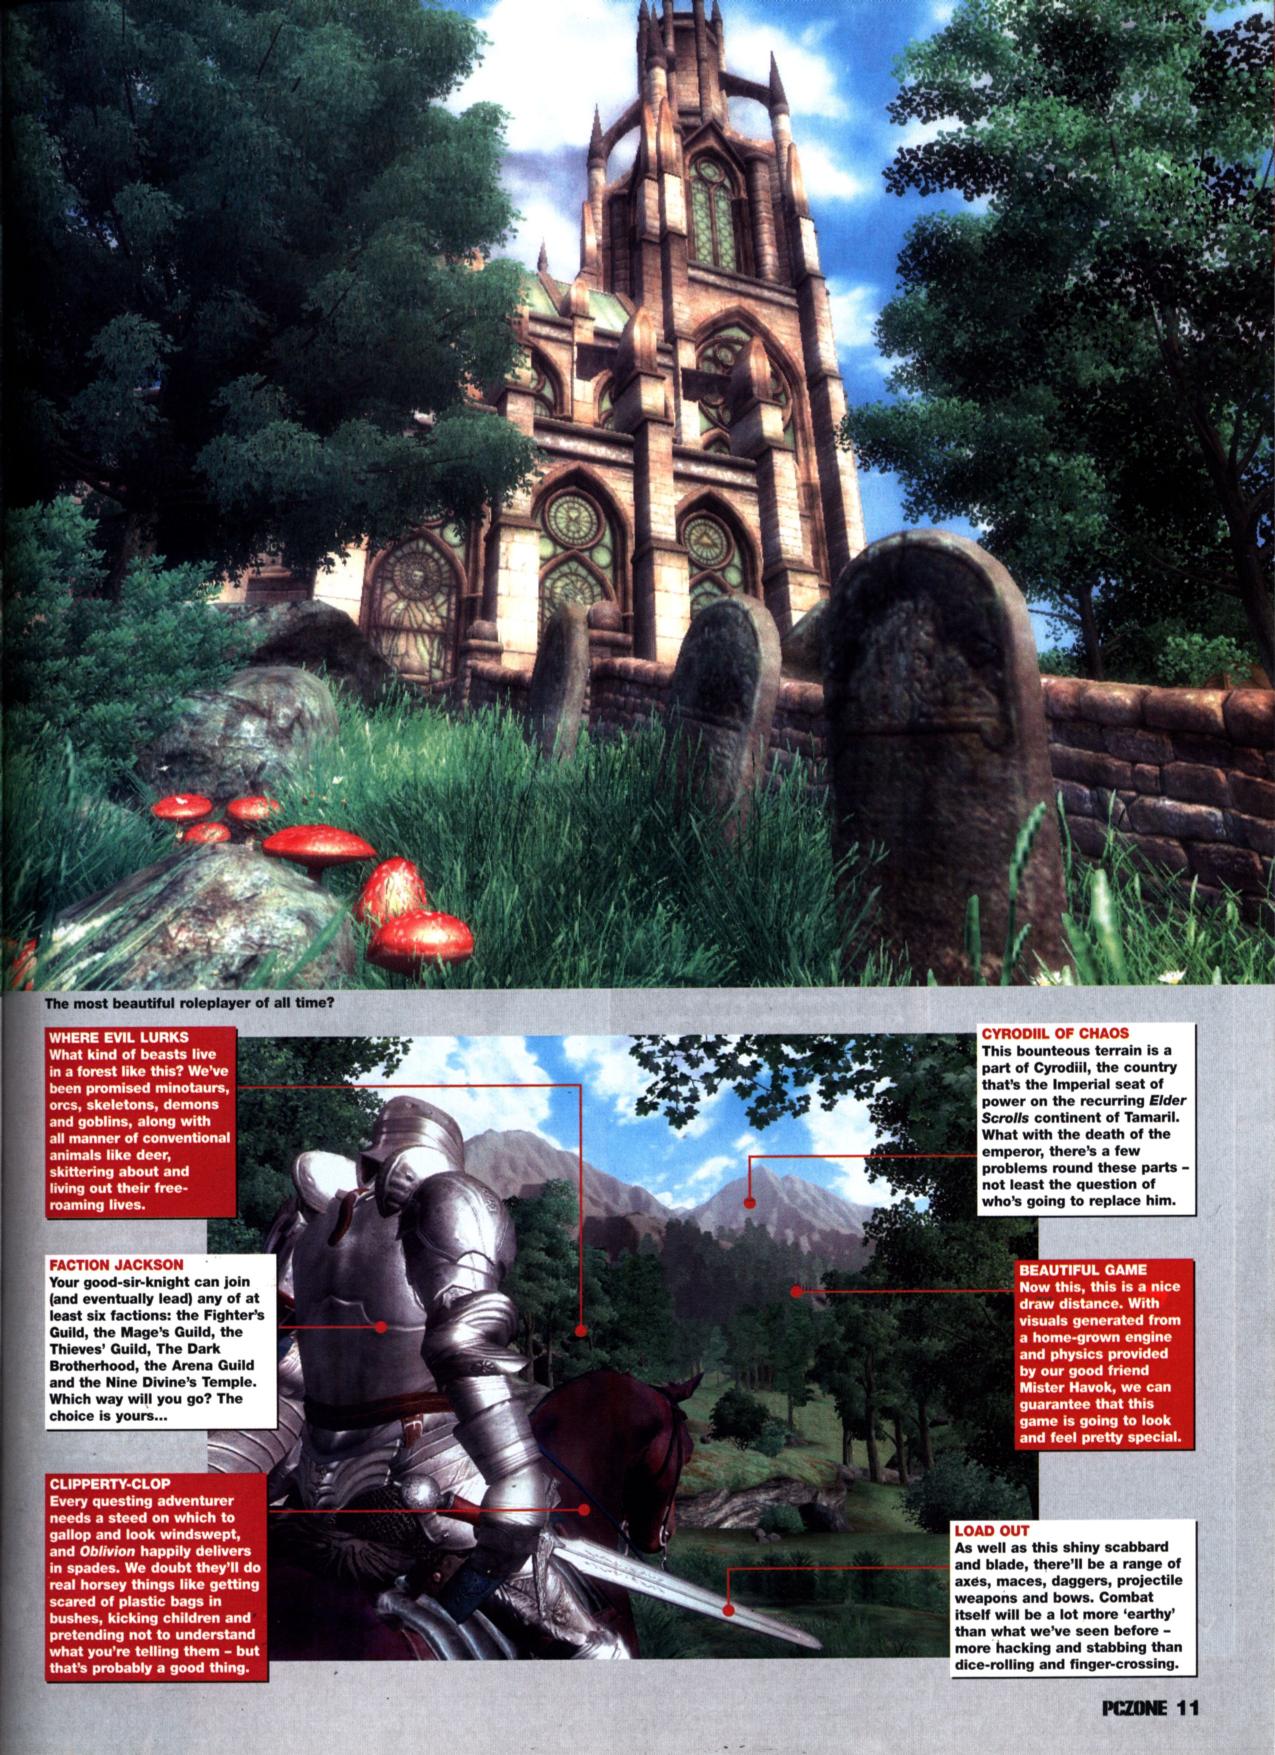 The most beautiful roleplayer of all time?
WHERE EVIL LURKS
What kind of beasts live
in a forest like this? We've
been promised minotaurs,
orcs, skeletons, demons
and goblins, along with
all manner of conventional
animals like deer,
skittering about and
living out their free-
roaming lives.
FACTION JACKSON
Your good-sir-knight can join
(and eventually lead) any of at
least six factions: the Fighter's
Guild, the Mage's Guild, the
Thieves' Guild, The Dark
Brotherhood, the Arena Guild
and the Nine Divine's Temple.
Which way will you go? The
choice is yours...
CLIPPERTY-CLOP
Every questing adventurer
needs a steed on which to
gallop and look windswept,
and Oblivion happily delivers
in spades. We doubt they'll do
real horsey things like getting
scared of plastic bags in
bushes, kicking children and
pretending not to understand
what you're telling them – but
that's probably a good thing.
CYRODIIL OF CHAOS
This bounteous terrain is a
part of Cyrodiil, the country
that's the Imperial seat of
power on the recurring Elder
Scrolls continent of Tamaril.
What with the death of the
emperor, there's a few
problems round these parts –
not least the question of
who's going to replace him.
BEAUTIFUL GAME
Now this, this is a nice
draw distance. With
visuals generated from
a home-grown engine
and physics provided
by our good friend
Mister Havok, we can
guarantee that this
game is going to look
and feel pretty special.
LOAD OUT
As well as this shiny scabbard
and blade, there'll be a range of
axes, maces, daggers, projectile
weapons and bows. Combat
itself will be a lot more 'earthy'
than what we've seen before –
more hacking and stabbing than
dice-rolling and finger-crossing.
PCZONE 11